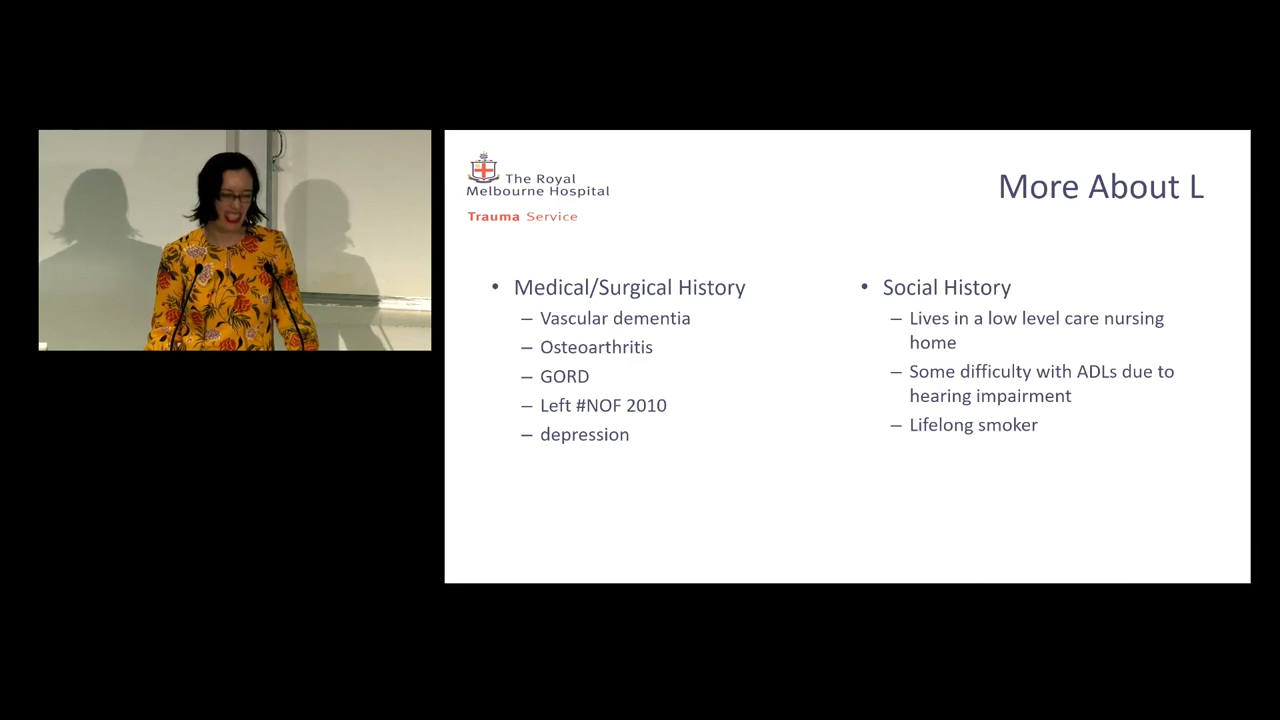 The Royal
Melbourne Hospital
Trauma Service
More About L
• Medical/Surgical History
– Vascular dementia
– Osteoarthritis
– GORD
– Left #NOF 2010
– depression
• Social History
– Lives in a low level care nursing
home
– Some difficulty with ADLs due to
hearing impairment
– Lifelong smoker